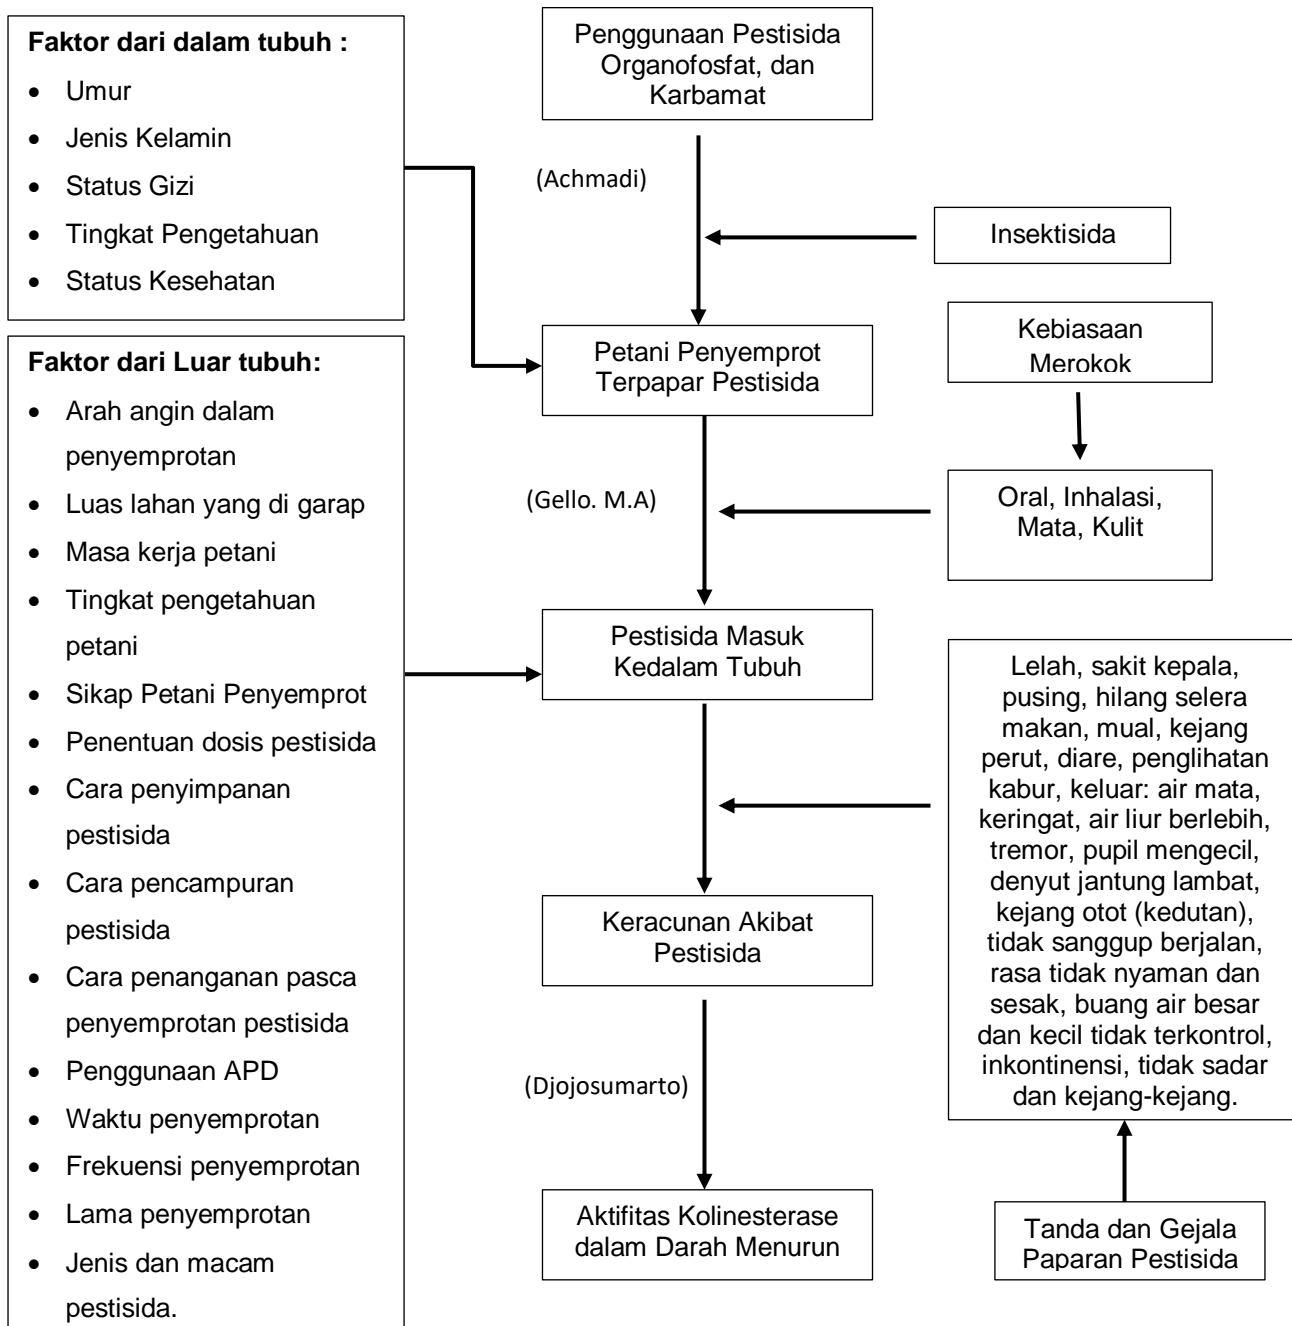 Faktor dari dalam tubuh :
• Umur
• Jenis Kelamin
• Status Gizi
• Tingkat Pengetahuan
• Status Kesehatan
Faktor dari Luar tubuh:
• Arah angin dalam
penyemprotan
• Luas lahan yang di garap
• Masa kerja petani
• Tingkat pengetahuan
petani
• Sikap Petani Penyemprot
• Penentuan dosis pestisida
• Cara penyimpanan
pestisida
• Cara pencampuran
pestisida
• Cara penanganan pasca
penyemprotan pestisida
• Penggunaan APD
• Waktu penyemprotan
• Frekuensi penyemprotan
• Lama penyemprotan
• Jenis dan macam
pestisida.
Penggunaan Pestisida
Organofosfat, dan
Karbamat
(Achmadi)
Insektisida
Petani Penyemprot
Terpapar Pestisida
Kebiasaan
Merokok
(Gello. M.A)
Oral, Inhalasi,
Mata, Kulit
Pestisida Masuk
Kedalam Tubuh
Lelah, sakit kepala,
pusing, hilang selera
makan, mual, kejang
perut, diare, penglihatan
kabur, keluar: air mata,
keringat, air liur berlebih,
tremor, pupil mengecil,
denyut jantung lambat,
kejang otot (kedutan),
tidak sanggup berjalan,
rasa tidak nyaman dan
sesak, buang air besar
dan kecil tidak terkontrol,
inkontinensi, tidak sadar
dan kejang-kejang.
Keracunan Akibat
Pestisida
(Djojosumarto)
Aktifitas Kolinesterase
dalam Darah Menurun
Tanda dan Gejala
Paparan Pestisida